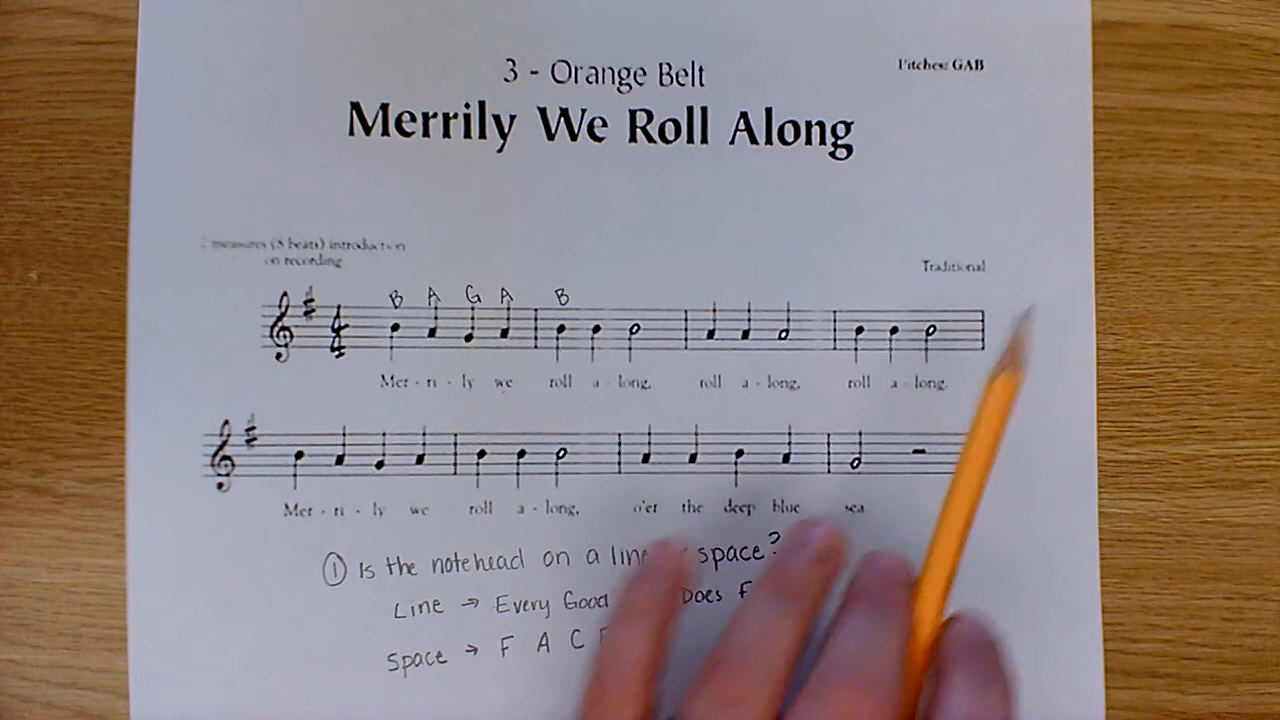 3 - Orange Belt
Pitches: GAB
Merrily We Roll Along
2 measures (8 beats) introduction
on recording
Traditional
B A G A B
Mer - ri - ly we roll a - long, roll a - long, roll a - long.
Mer - ri - ly we roll a - long, o'er the deep blue sea.
① Is the notehead on a space?
Line → Every Good Does
Space → F A C